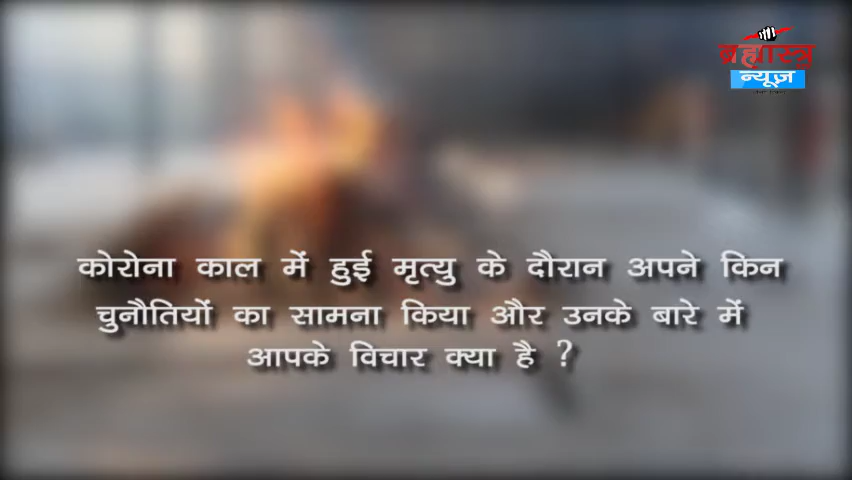 ब्रह्मास्त्र
न्यूज़
कोरोना काल में हुई मृत्यु के दौरान अपने किन
चुनौतियों का सामना किया और उनके बारे में
आपके विचार क्या है ?